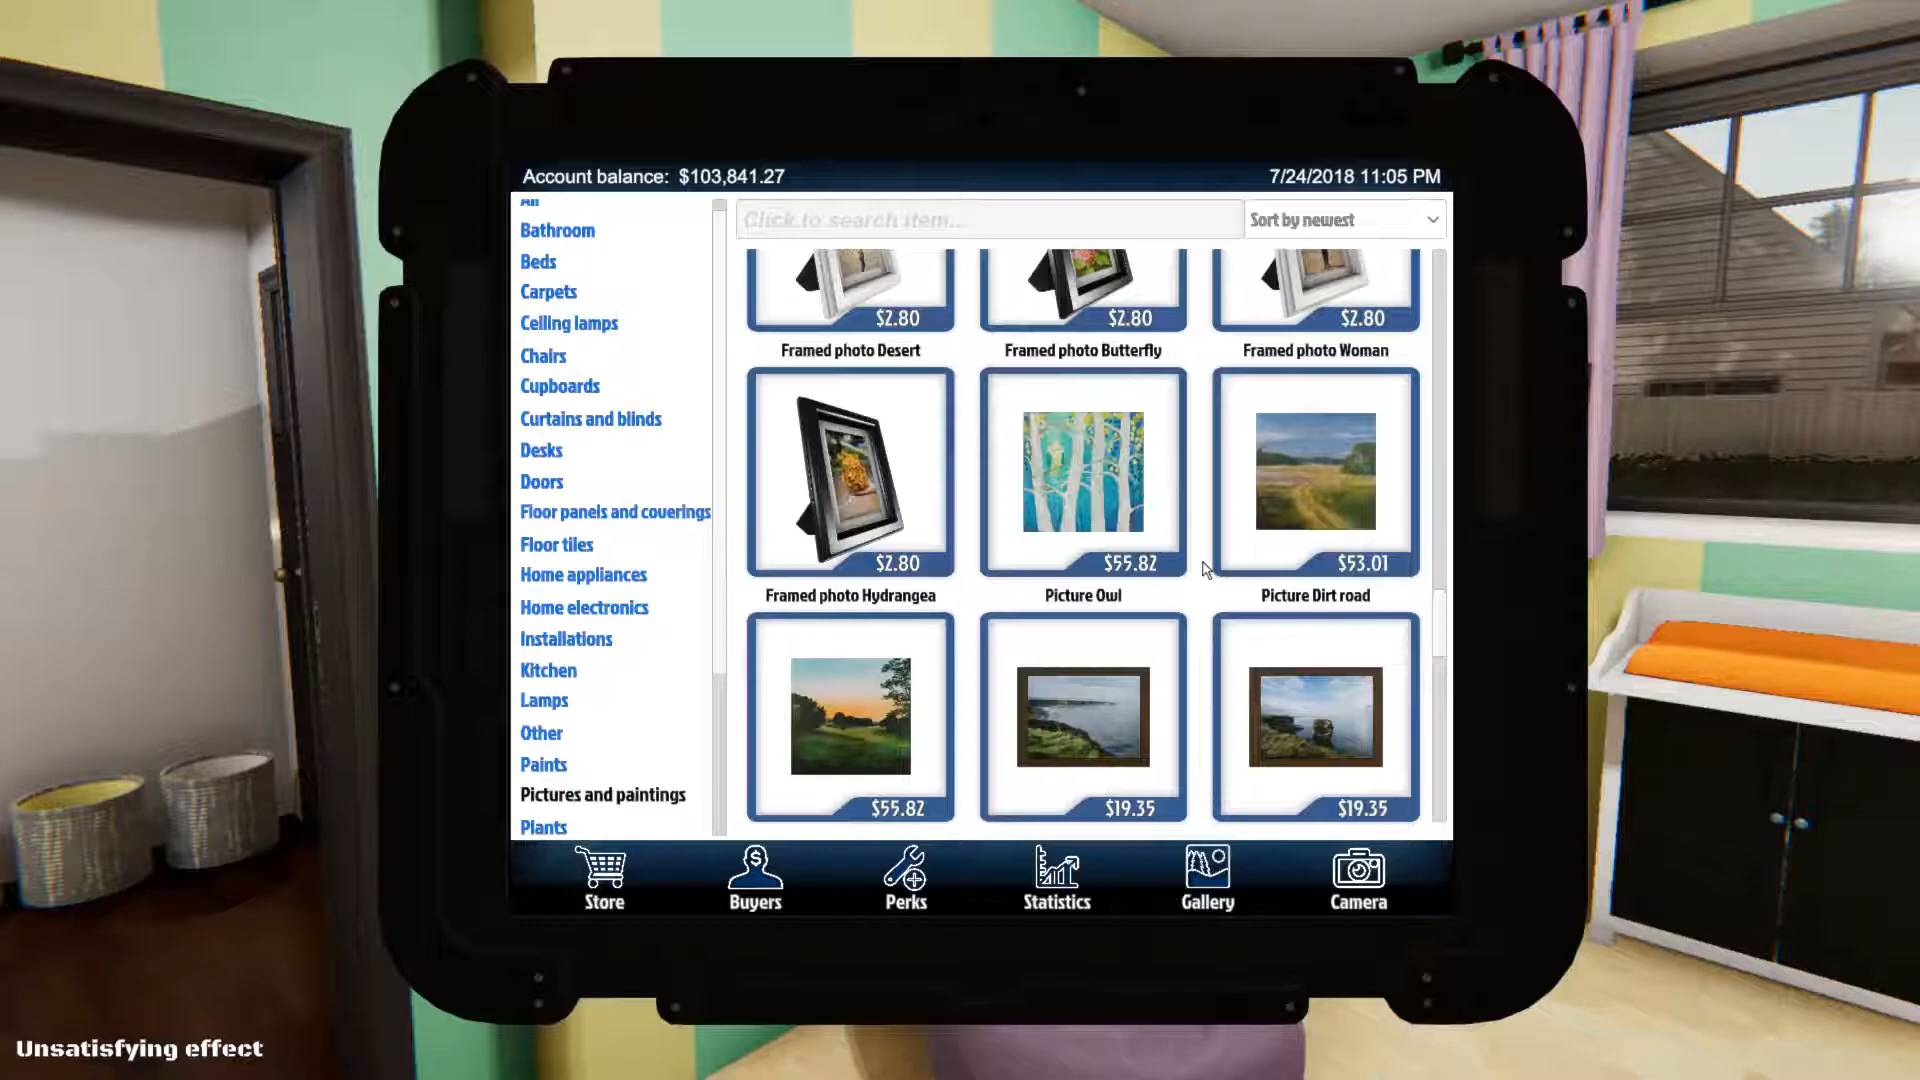 Account balance: $103,841.27
7/24/2018 11:05 PM
All
Bathroom
Beds
Carpets
Ceiling lamps
Chairs
Cupboards
Curtains and blinds
Desks
Doors
Floor panels and coverings
Floor tiles
Home appliances
Home electronics
Installations
Kitchen
Lamps
Other
Paints
Pictures and paintings
Plants
Click to search item...
Sort by newest
$2.80
$2.80
$2.80
Framed photo Desert
Framed photo Butterfly
Framed photo Woman
$2.80
$55.82
$53.01
Framed photo Hydrangea
Picture Owl
Picture Dirt road
$55.82
$19.35
$19.35
Store
Buyers
Perks
Statistics
Gallery
Camera
Unsatisfying effect